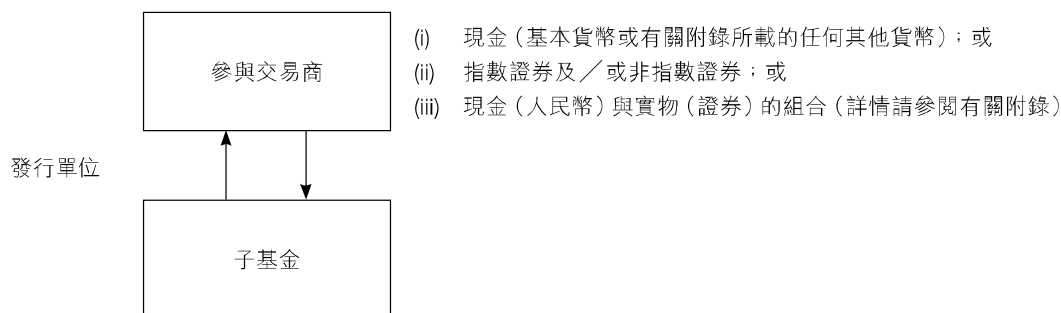 參與交易商
(i) 現金（基本貨幣或有關附錄所載的任何其他貨幣）；或
(ii) 指數證券及／或非指數證券；或
(iii) 現金（人民幣）與實物（證券）的組合（詳情請參閱有關附錄）
發行單位
子基金